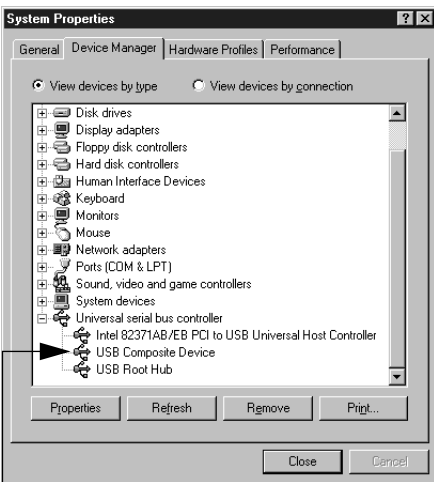 System Properties
General Device Manager Hardware Profiles Performance
View devices by type View devices by connection
Disk drives
Display adapters
Floppy disk controllers
Hard disk controllers
Human Interface Devices
Keyboard
Monitors
Mouse
Network adapters
Ports (COM & LPT)
Sound, video and game controllers
System devices
Universal serial bus controller
Intel 82371AB/EB PCI to USB Universal Host Controller
USB Composite Device
USB Root Hub
Properties Refresh Remove Print...
Close Cancel